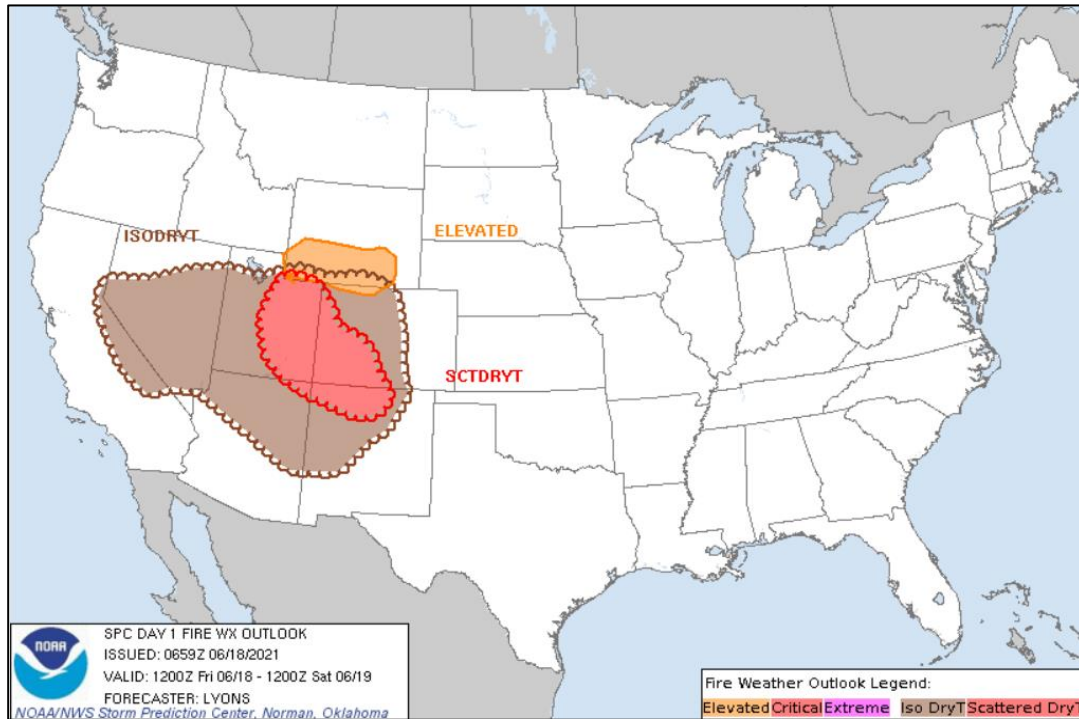 ISODRYT
ELEVATED
SCTDRYT
NOAA
SPC DAY 1 FIRE WX OUTLOOK
ISSUED: 0659Z 06/18/2021
VALID: 1200Z Fri 06/18 - 1200Z Sat 06/19
FORECASTER: LYONS
NOAA/NWS Storm Prediction Center, Norman, Oklahoma
Fire Weather Outlook Legend:
Elevated Critical Extreme Iso DryT Scattered DryT